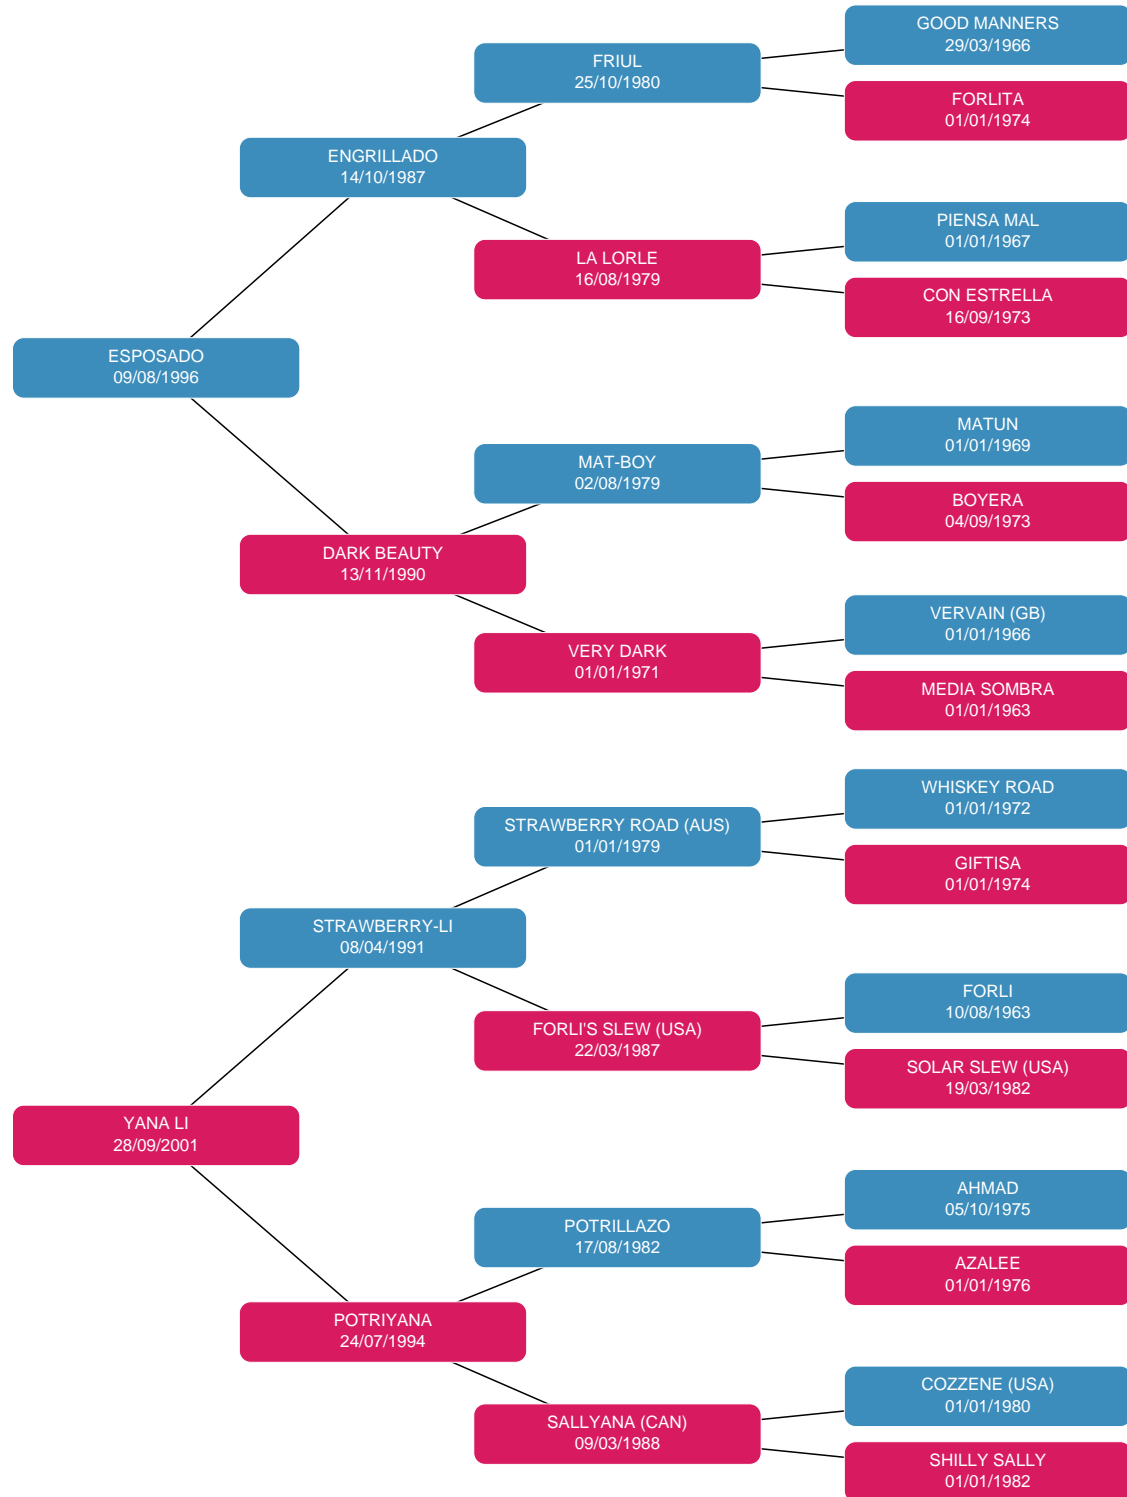 GOOD MANNERS
29/03/1966
FRIUL
25/10/1980
FORLITA
01/01/1974
ENGRILLADO
14/10/1987
PIENSA MAL
01/01/1967
LA LORLE
16/08/1979
CON ESTRELLA
16/09/1973
ESPOSADO
09/08/1996
MATUN
01/01/1969
MAT-BOY
02/08/1979
BOYERA
04/09/1973
DARK BEAUTY
13/11/1990
VERVAIN (GB)
01/01/1966
VERY DARK
01/01/1971
MEDIA SOMBRA
01/01/1963
WHISKEY ROAD
01/01/1972
STRAWBERRY ROAD (AUS)
01/01/1979
GIFTISA
01/01/1974
STRAWBERRY-LI
08/04/1991
FORLI
10/08/1963
FORLI'S SLEW (USA)
22/03/1987
SOLAR SLEW (USA)
19/03/1982
YANA LI
28/09/2001
AHMAD
05/10/1975
POTRILLAZO
17/08/1982
AZALEE
01/01/1976
POTRIYANA
24/07/1994
COZZENE (USA)
01/01/1980
SALLYANA (CAN)
09/03/1988
SHILLY SALLY
01/01/1982